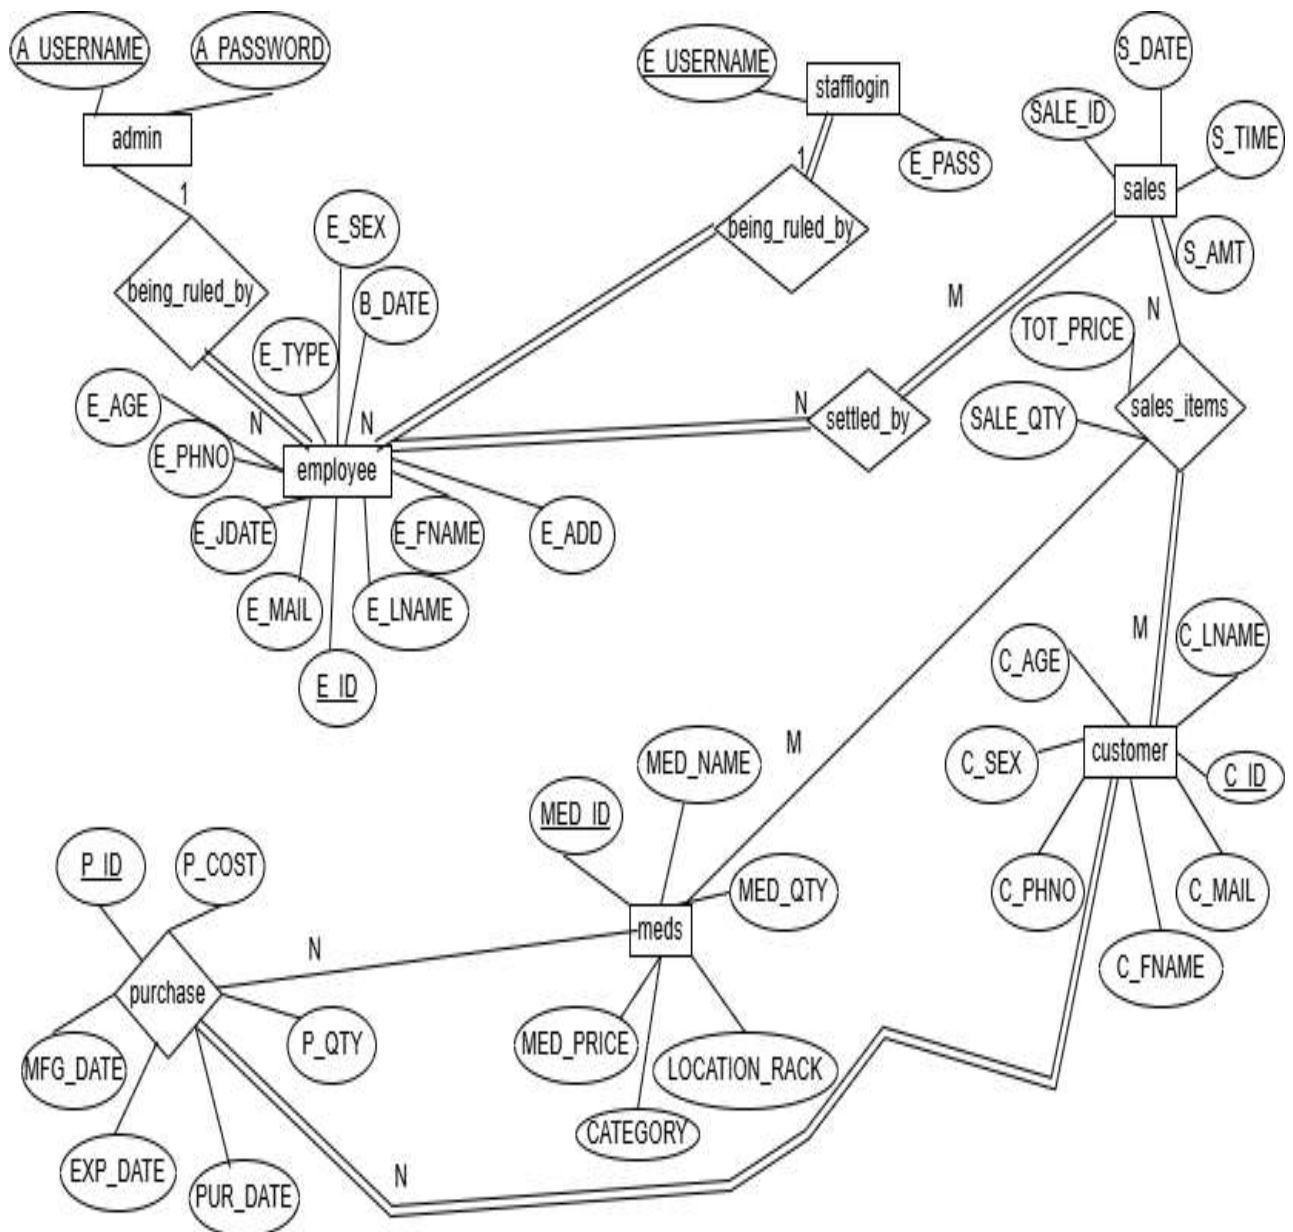 A_USERNAME
A_PASSWORD
admin
1
being_ruled_by
E_USERNAME
stafflogin
E_PASS
1
being_ruled_by
S_DATE
SALE_ID
S_TIME
sales
S_AMT
M
N
TOT_PRICE
SALE_QTY
sales_items
N
settled_by
E_SEX
B_DATE
E_TYPE
E_AGE
N
N
E_PHNO
employee
E_JDATE
E_FNAME
E_ADD
E_MAIL
E_LNAME
E_ID
M
C_LNAME
C_AGE
C_SEX
customer
C_ID
C_PHNO
C_MAIL
C_FNAME
M
MED_NAME
MED_ID
MED_QTY
meds
MED_PRICE
LOCATION_RACK
CATEGORY
P_ID
P_COST
N
purchase
P_QTY
MFG_DATE
EXP_DATE
PUR_DATE
N